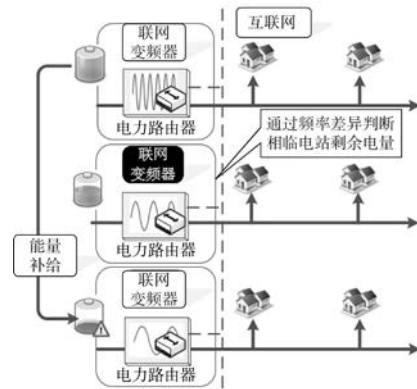 联网
变频器
互联网
电力路由器
通过频率差异判断
相临电站剩余电量
联网
变频器
电力路由器
能量
补给
联网
变频器
电力路由器